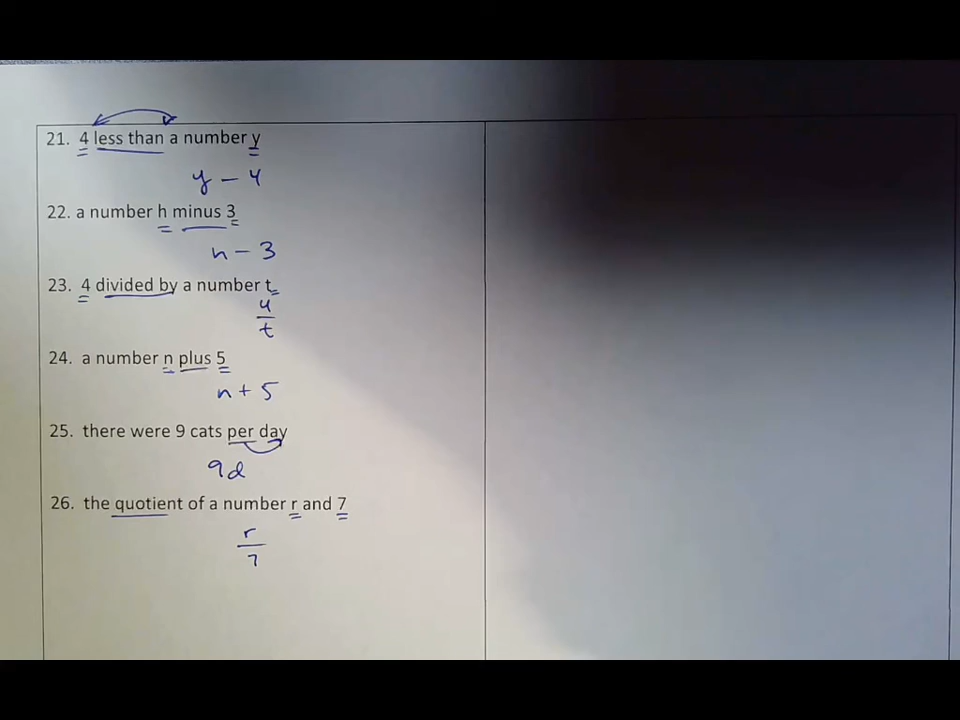 21. 4 less than a number y
y - 4
22. a number h minus 3
n - 3
23. 4 divided by a number t
4
t
24. a number n plus 5
n + 5
25. there were 9 cats per day
9d
26. the quotient of a number r and 7
r
7